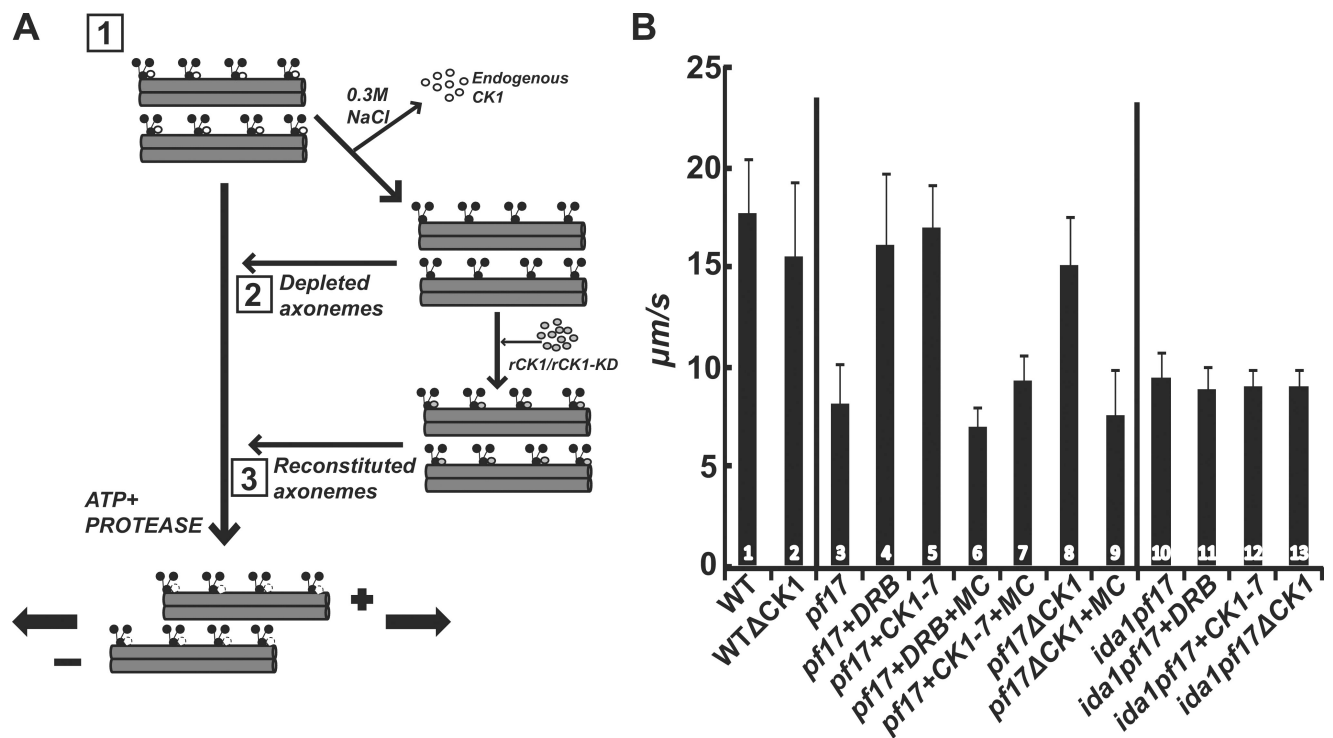 A
1
0.3M
NaCl
Endogenous
CK1
2
Depleted
axonemes
rCK1/rCK1-KD
3
Reconstituted
axonemes
ATP+
PROTEASE
+
–
B
25
20
15
10
5
0
μm/s
1 2 3 4 5 6 7 8 9 10 11 12 13
WT
WTΔCK1
pf17
pf17+DRB
pf17+CK1-7
pf17+DRB+MC
pf17+CK1-7+MC
pf17ΔCK1
pf17ΔCK1+MC
ida1pf17
ida1pf17+DRB
ida1pf17+CK1-7
ida1pf17ΔCK1